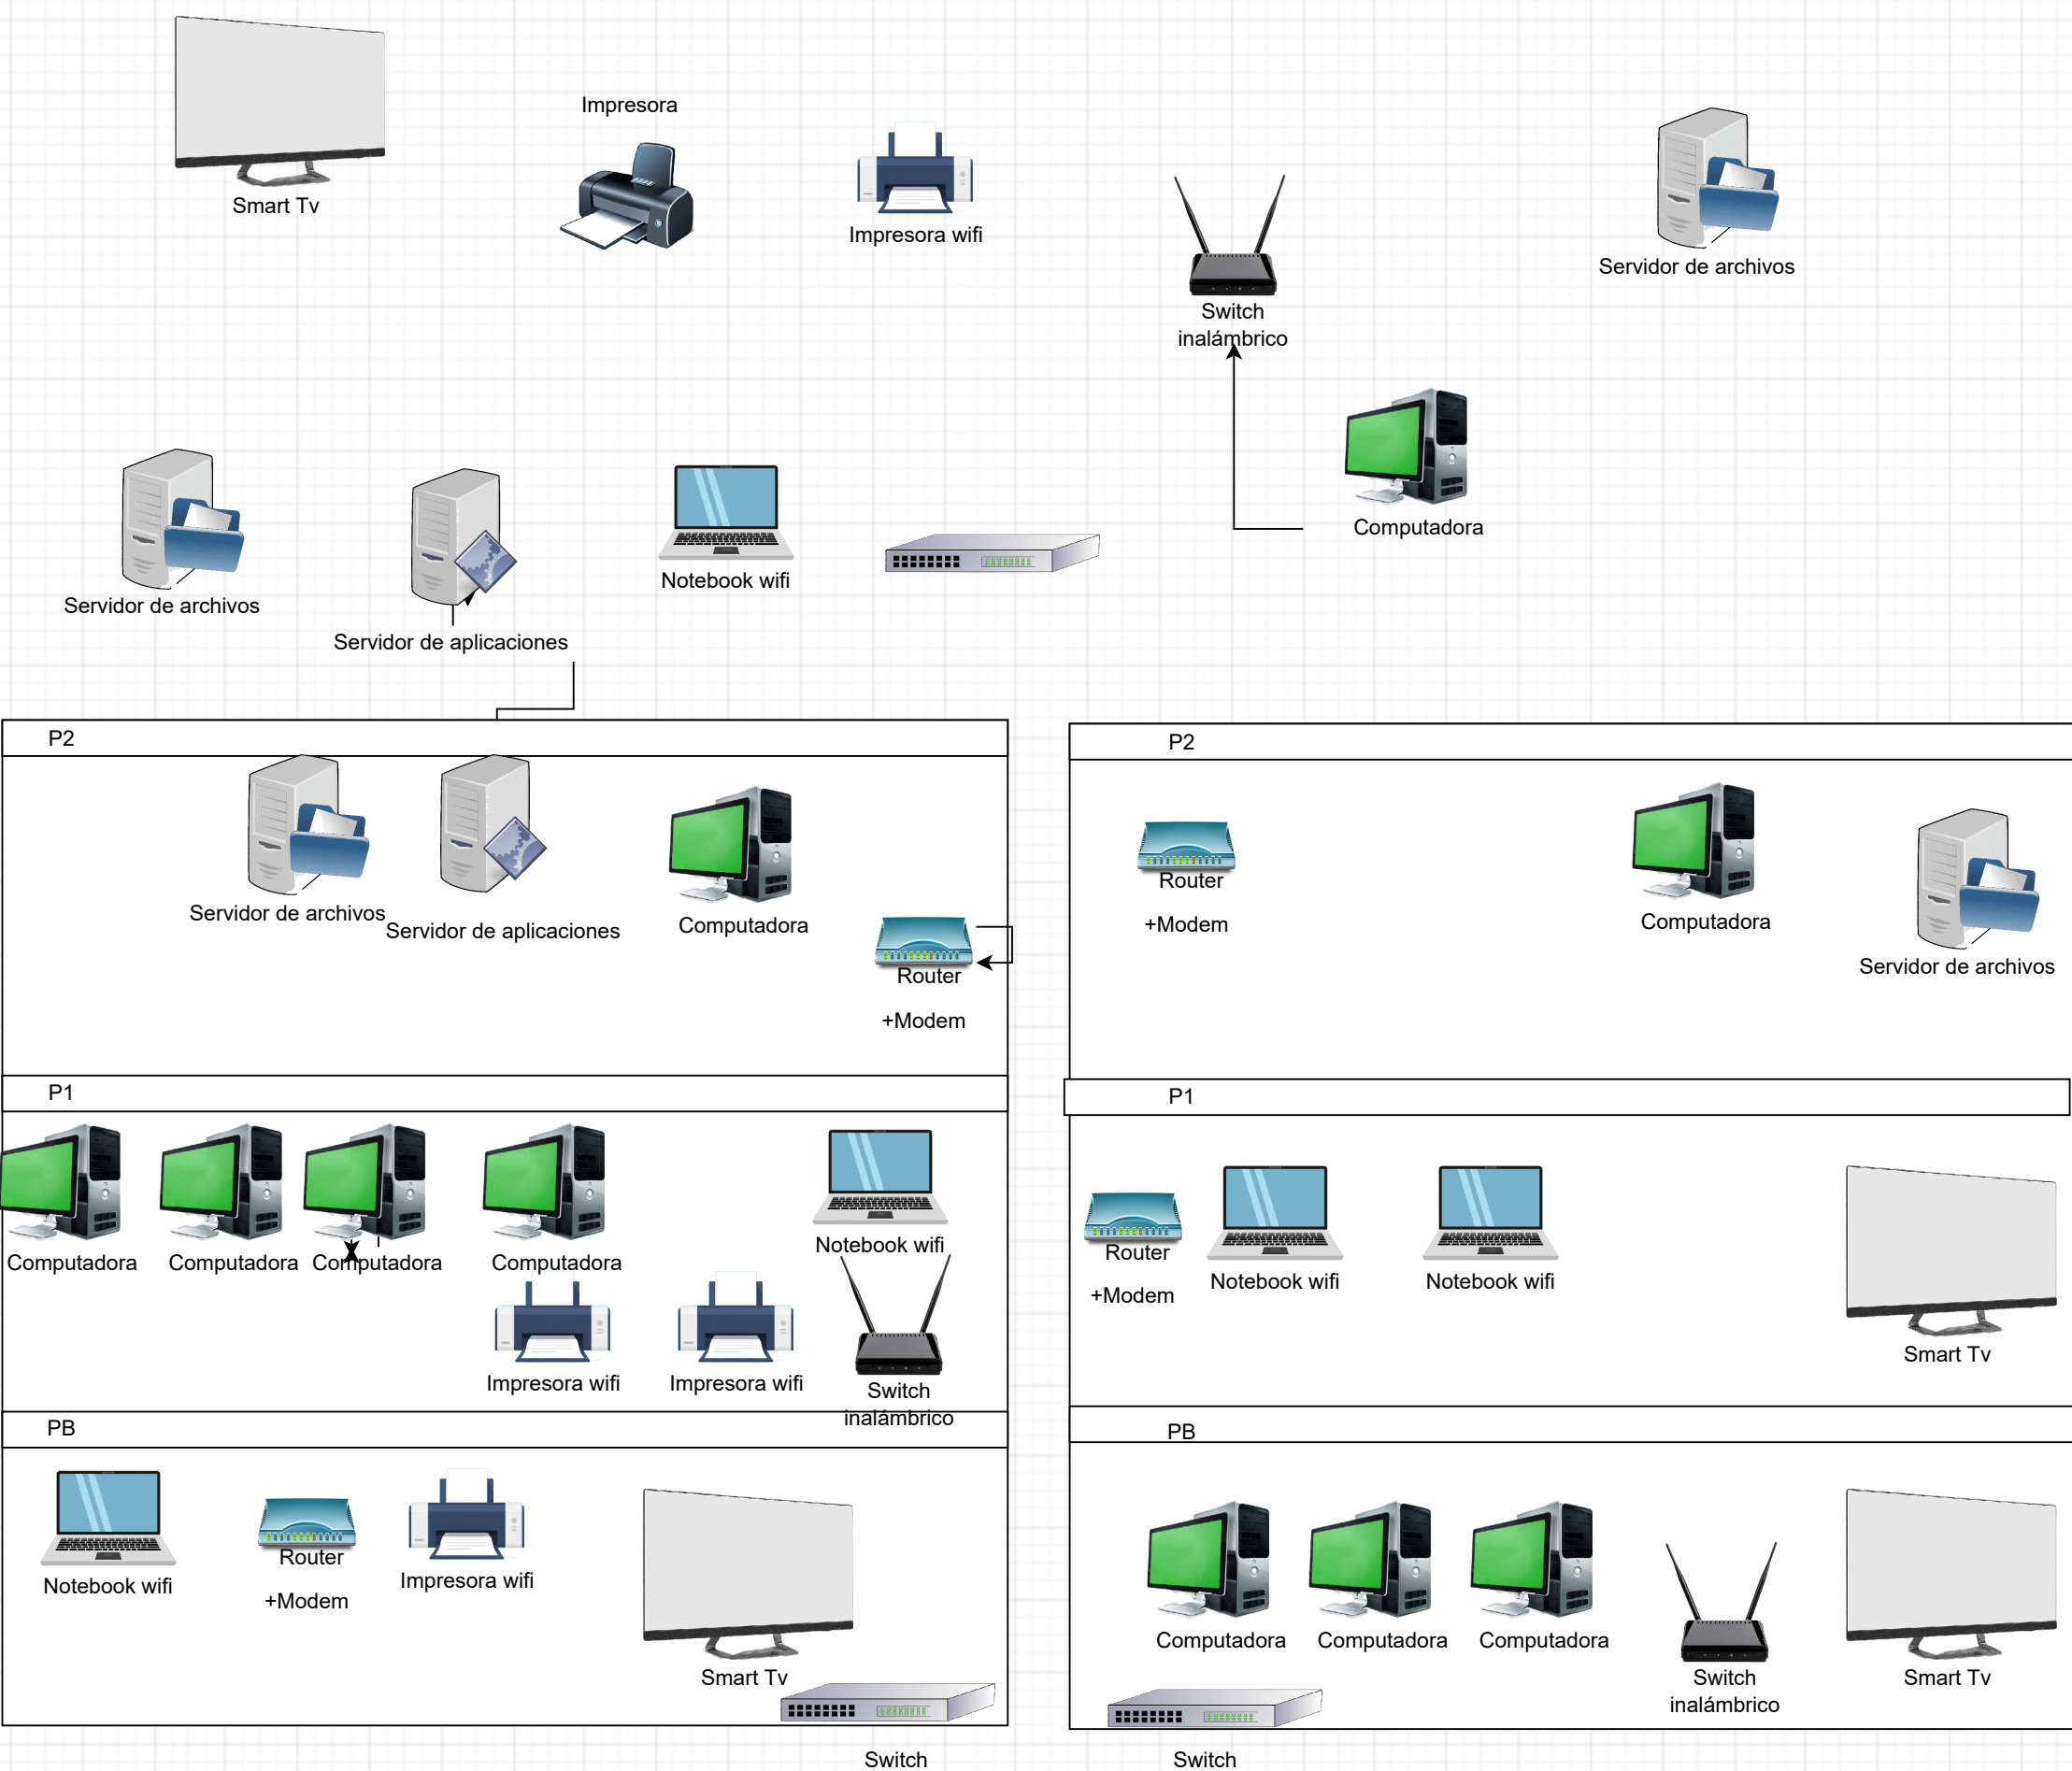 Impresora
Smart Tv
Impresora wifi
Servidor de archivos
Switch
inalámbrico
Computadora
Notebook wifi
Servidor de archivos
Servidor de aplicaciones
P2
Servidor de archivos
Servidor de aplicaciones
Computadora
Router
+Modem
P1
Computadora
Computadora
Computadora
Computadora
Notebook wifi
Impresora wifi
Impresora wifi
Switch
inalámbrico
PB
Notebook wifi
Router
+Modem
Impresora wifi
Smart Tv
Switch
P2
Router
+Modem
Computadora
Servidor de archivos
P1
Router
+Modem
Notebook wifi
Notebook wifi
Smart Tv
PB
Computadora
Computadora
Computadora
Switch
inalámbrico
Smart Tv
Switch